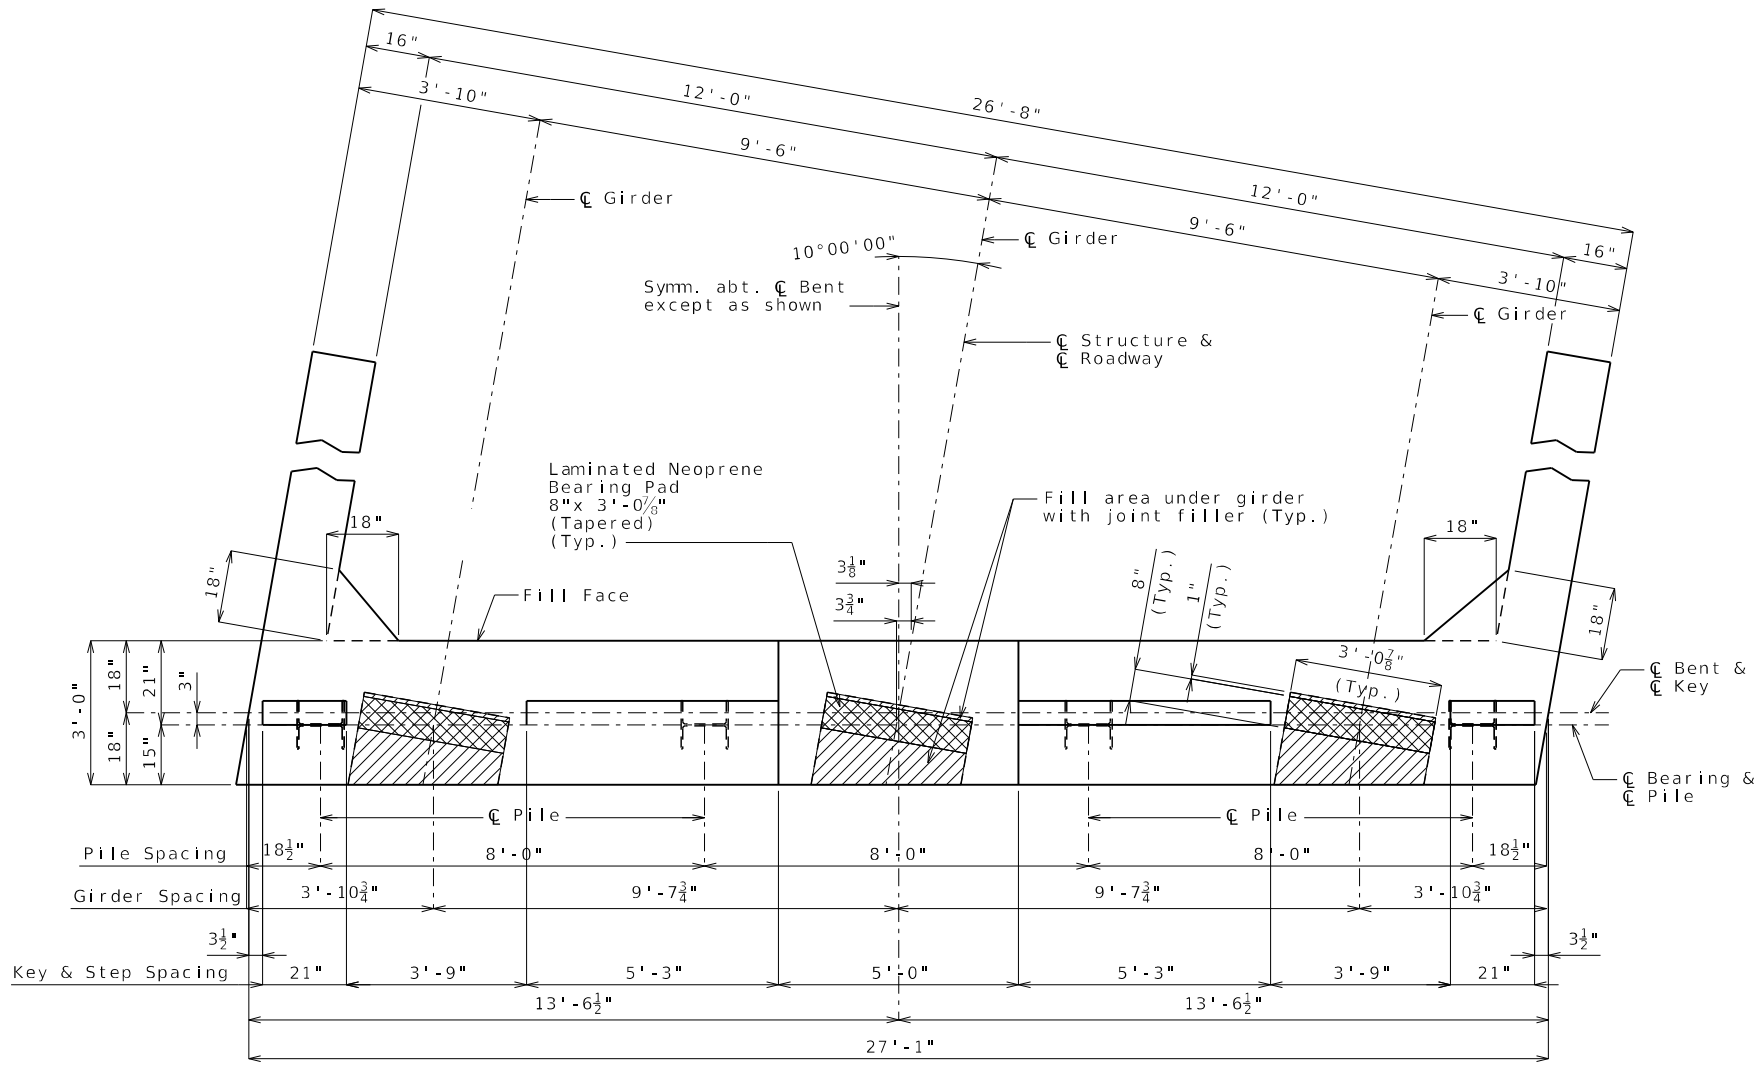 16"
3'-10"
12'-0"
26'-8"
9'-6"
12'-0"
9'-6"
16"
3'-10"
℄ Girder
℄ Girder
℄ Girder
10°00'00"
Symm. abt. ℄ Bent
except as shown
℄ Structure &
℄ Roadway
Laminated Neoprene
Bearing Pad
8"x 3'-0⅞"
(Tapered)
(Typ.)
Fill area under girder
with joint filler (Typ.)
18"
18"
18"
18"
Fill Face
3⅛"
3¾"
8"
(Typ.)
1"
(Typ.)
3'-0⅞"
(Typ.)
3'-0"
18"
18"
21"
15"
3"
℄ Bent &
℄ Key
℄ Bearing &
℄ Pile
℄ Pile
℄ Pile
Pile Spacing 18½" 8'-0" 8'-0" 8'-0" 18½"
Girder Spacing 3'-10¾" 9'-7¾" 9'-7¾" 3'-10¾"
3½" 3½"
Key & Step Spacing 21" 3'-9" 5'-3" 5'-0" 5'-3" 3'-9" 21"
13'-6½" 13'-6½"
27'-1"